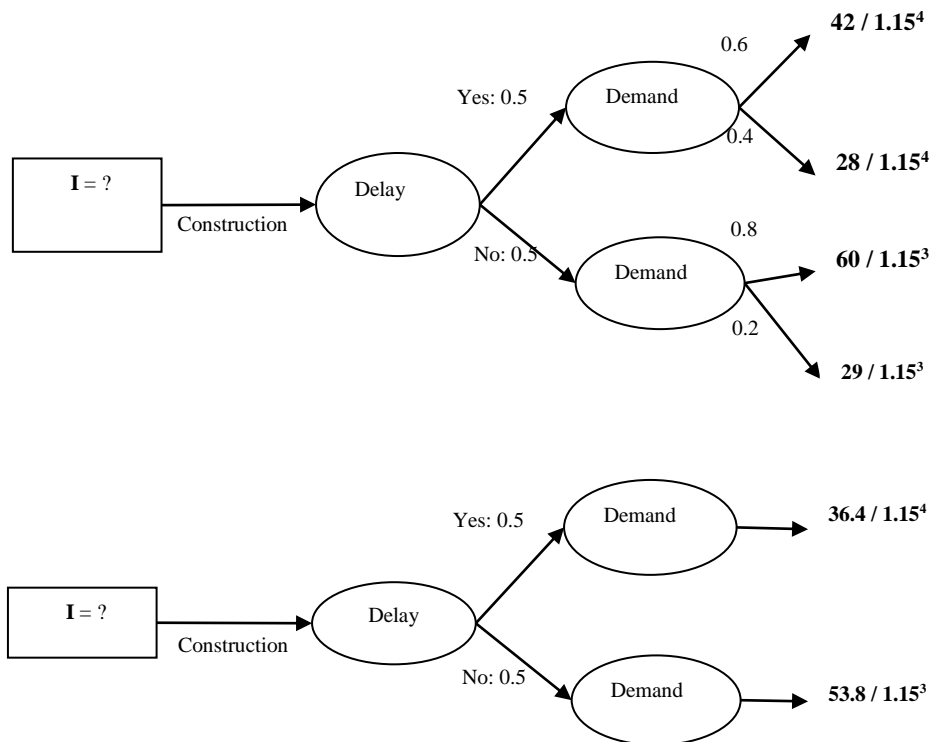 42 / 1.15⁴
0.6
Yes: 0.5
Demand
0.4
28 / 1.15⁴
I = ?
Delay
Construction
0.8
No: 0.5
60 / 1.15³
Demand
0.2
29 / 1.15³
36.4 / 1.15⁴
Yes: 0.5
Demand
I = ?
Delay
Construction
No: 0.5
Demand
53.8 / 1.15³